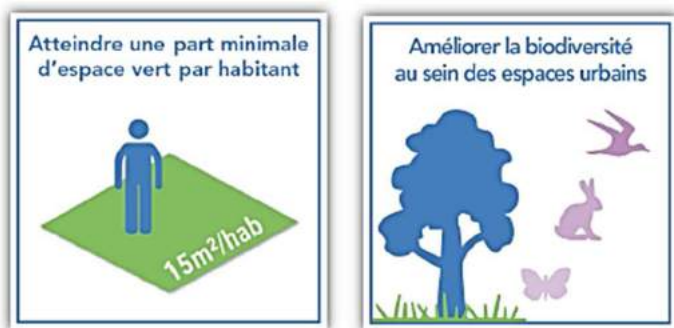 Atteindre une part minimale
d'espace vert par habitant
15m²/hab
Améliorer la biodiversité
au sein des espaces urbains